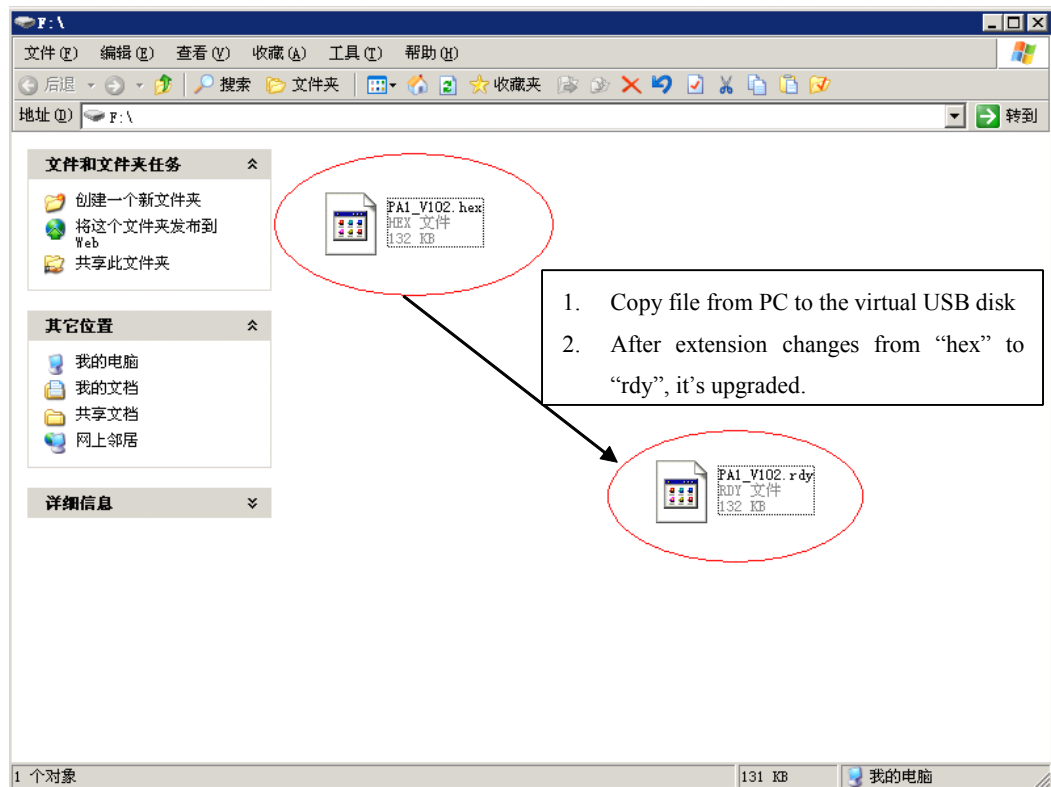 F:\
文件(F) 编辑(E) 查看(V) 收藏(A) 工具(T) 帮助(H)
后退 搜索 文件夹 收藏夹
地址(D) F:\ 转到
文件和文件夹任务
创建一个新文件夹
将这个文件夹发布到
Web
共享此文件夹
其它位置
我的电脑
我的文档
共享文档
网上邻居
详细信息
PA1_V102.hex
HEX 文件
132 KB
1. Copy file from PC to the virtual USB disk
2. After extension changes from “hex” to
“rdy”, it’s upgraded.
PA1_V102.rdy
RDY 文件
132 KB
1 个对象 131 KB 我的电脑